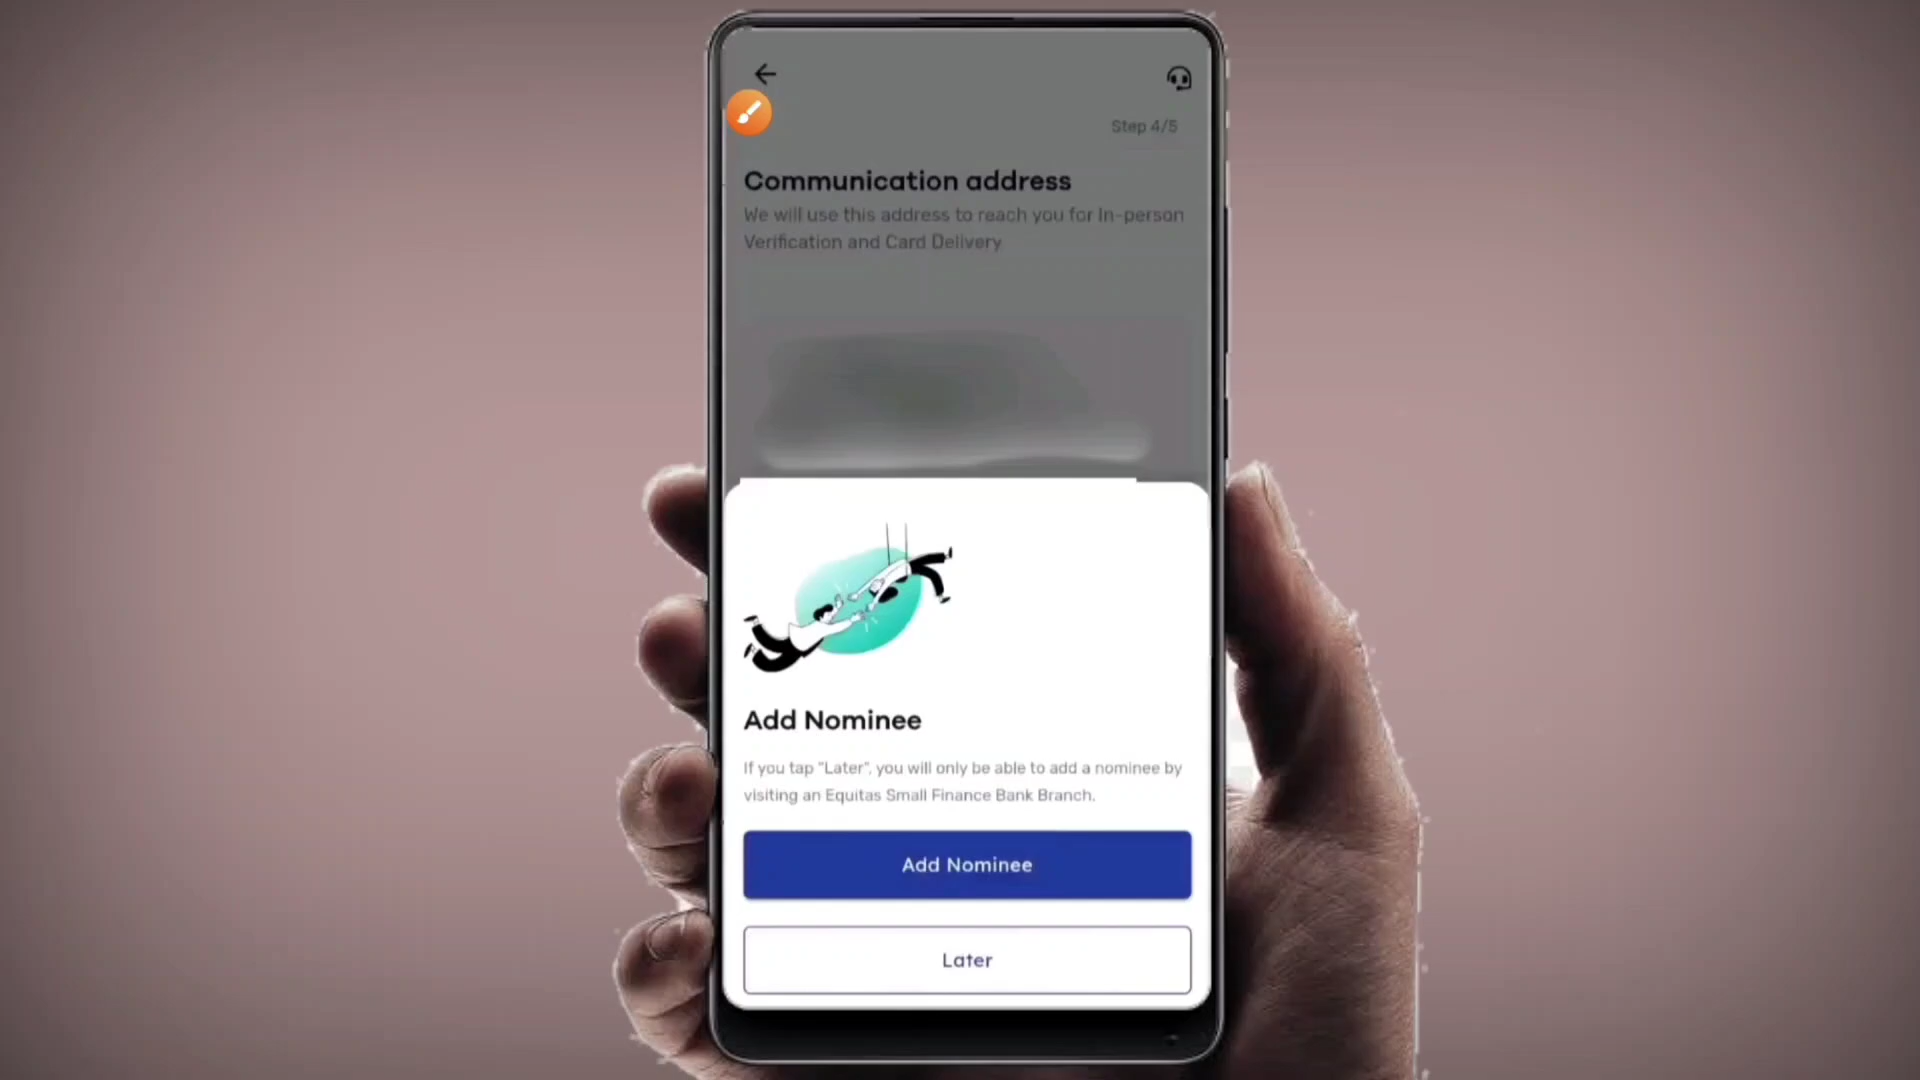 Step 4/5
Communication address
We will use this address to reach you for In-person
Verification and Card Delivery
Add Nominee
If you tap "Later", you will only be able to add a nominee by
visiting an Equitas Small Finance Bank Branch.
Add Nominee
Later